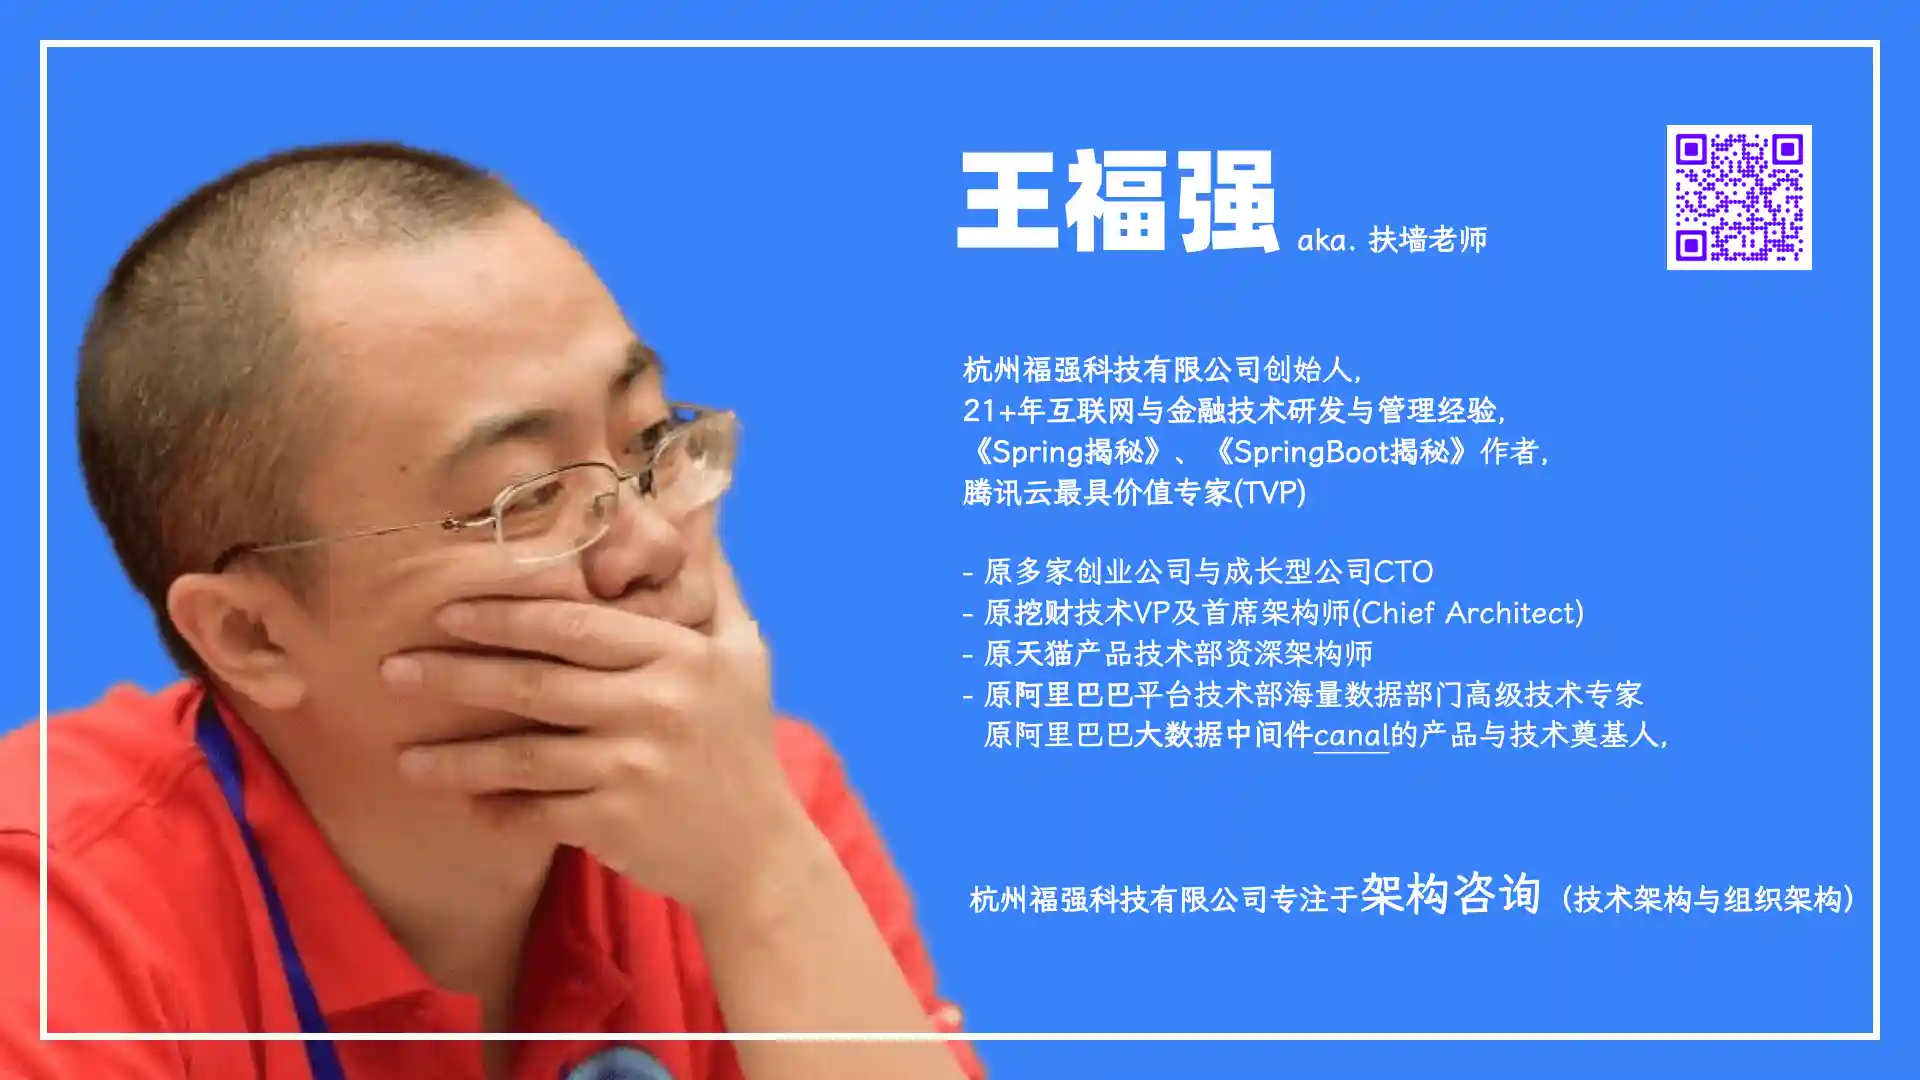 王福强 aka. 扶墙老师
杭州福强科技有限公司创始人,
21+年互联网与金融技术研发与管理经验,
《Spring揭秘》、《SpringBoot揭秘》作者,
腾讯云最具价值专家(TVP)
- 原多家创业公司与成长型公司CTO
- 原挖财技术VP及首席架构师(Chief Architect)
- 原天猫产品技术部资深架构师
- 原阿里巴巴平台技术部海量数据部门高级技术专家
原阿里巴巴大数据中间件canal的产品与技术奠基人,
杭州福强科技有限公司专注于架构咨询（技术架构与组织架构）